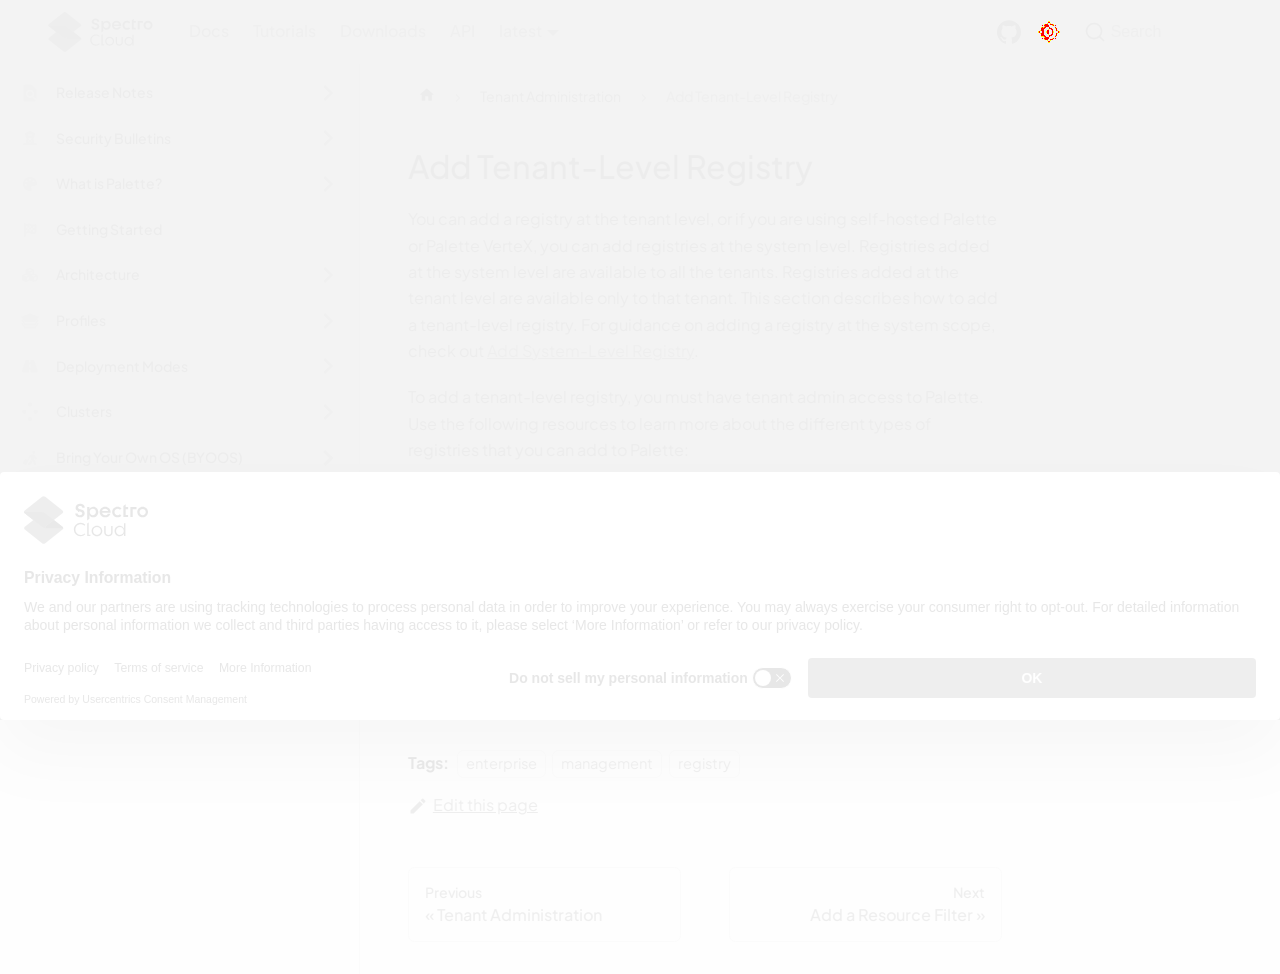 Spectro
Cloud
Docs
Tutorials
Downloads
API
latest
Search
Release Notes
Security Bulletins
What is Palette?
Getting Started
Architecture
Profiles
Deployment Modes
Clusters
Bring Your Own OS (BYOOS)
Tenant Administration
Add Tenant-Level Registry
Add Tenant-Level Registry
You can add a registry at the tenant level, or if you are using self-hosted Palette
or Palette VerteX, you can add registries at the system level. Registries added
at the system level are available to all the tenants. Registries added at the
tenant level are available only to that tenant. This section describes how to add
a tenant-level registry. For guidance on adding a registry at the system scope,
check out Add System-Level Registry.
To add a tenant-level registry, you must have tenant admin access to Palette.
Use the following resources to learn more about the different types of
registries that you can add to Palette:
Spectro
Cloud
Privacy Information
We and our partners are using tracking technologies to process personal data in order to improve your experience. You may always exercise your consumer right to opt-out. For detailed information
about personal information we collect and third parties having access to it, please select ‘More Information’ or refer to our privacy policy.
Privacy policy
Terms of service
More Information
Do not sell my personal information
OK
Powered by Usercentrics Consent Management
Tags:
enterprise
management
registry
Edit this page
Previous
« Tenant Administration
Next
Add a Resource Filter »